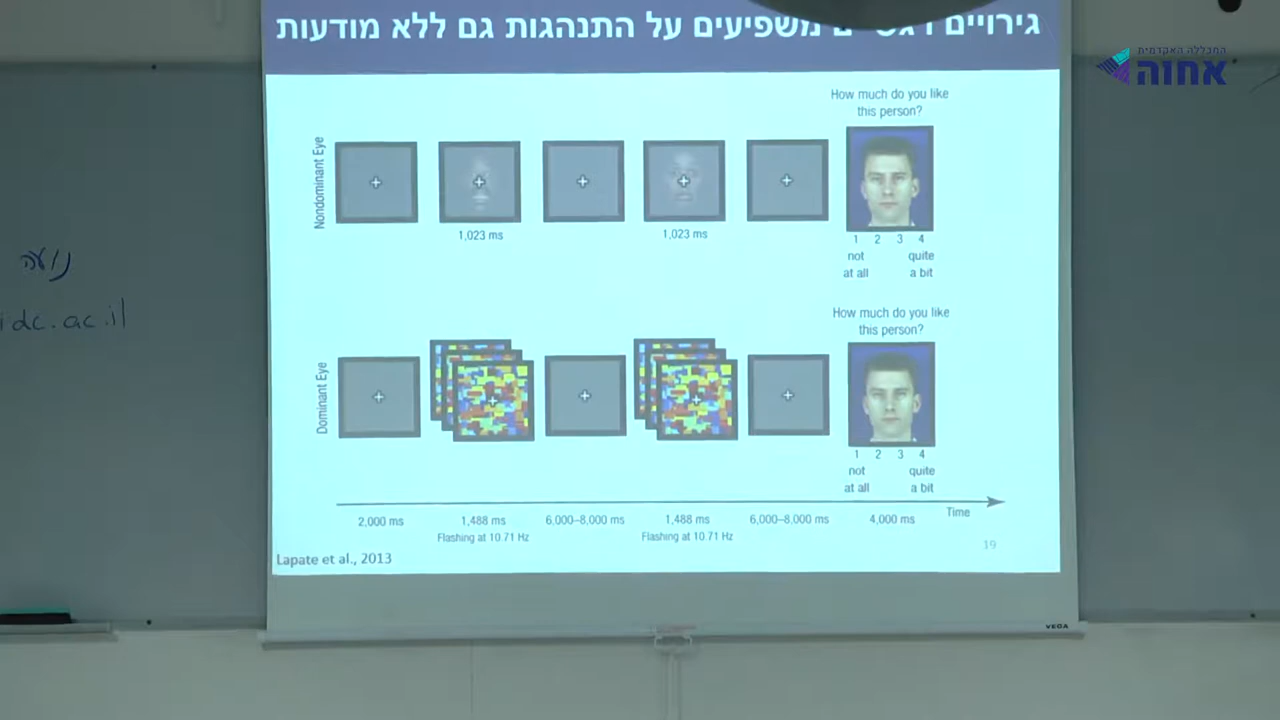 גירויים משפיעים על התנהגות גם ללא מודעות
המכללה האקדמית
אחוה
How much do you like
this person?
Nondominant Eye
1,023 ms
1,023 ms
1 2 3 4
not quite
at all a bit
נועה
idc.ac.il
How much do you like
this person?
Dominant Eye
1 2 3 4
not quite
at all a bit
Time
2,000 ms 1,488 ms 6,000–8,000 ms 1,488 ms 6,000–8,000 ms 4,000 ms
Flashing at 10.71 Hz Flashing at 10.71 Hz
19
Lapate et al., 2013
VEGA